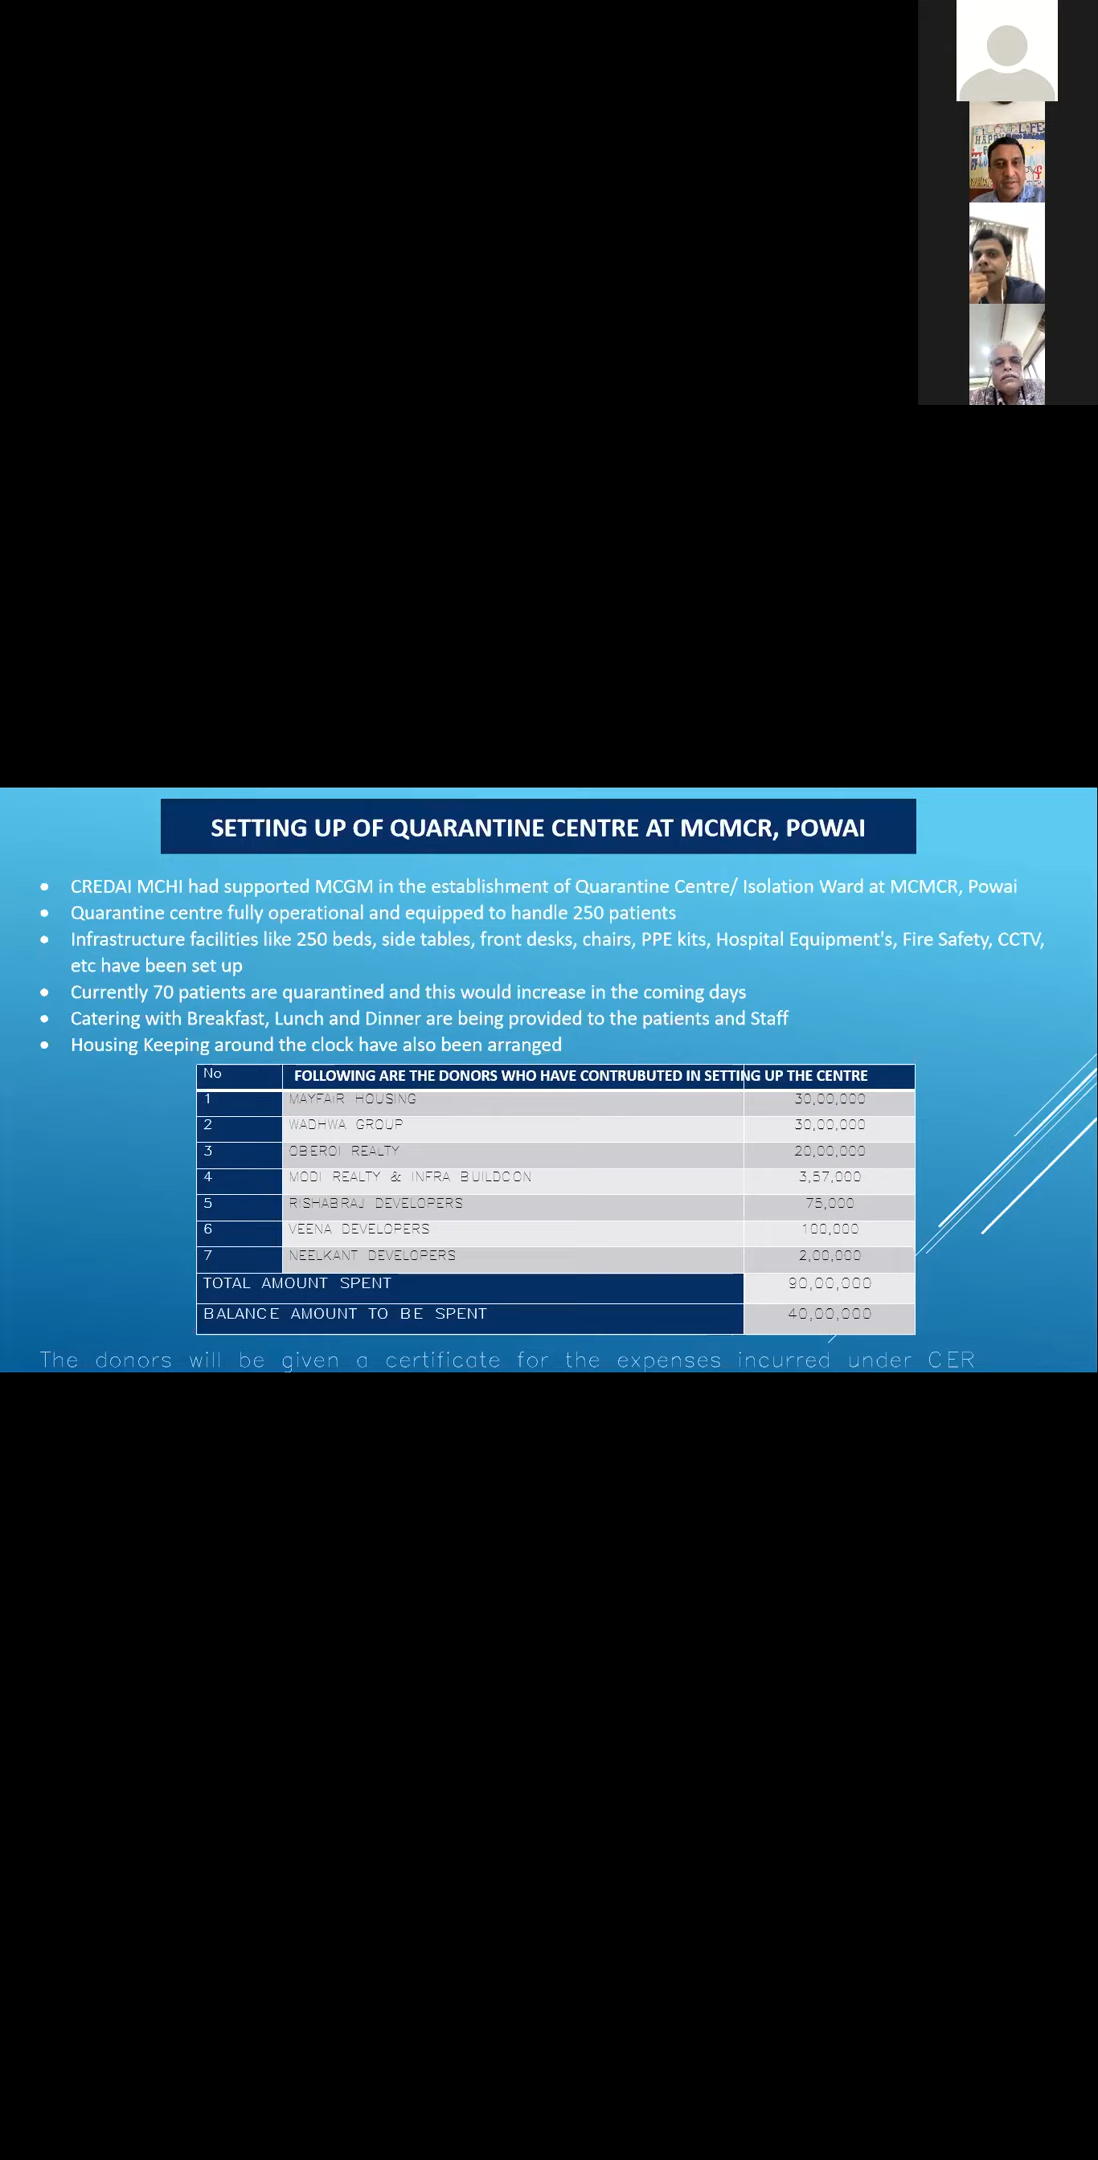 LIFE
HAPPY
SETTING UP OF QUARANTINE CENTRE AT MCMCR, POWAI
• CREDAI MCHI had supported MCGM in the establishment of Quarantine Centre/ Isolation Ward at MCMCR, Powai
• Quarantine centre fully operational and equipped to handle 250 patients
• Infrastructure facilities like 250 beds, side tables, front desks, chairs, PPE kits, Hospital Equipment's, Fire Safety, CCTV,
etc have been set up
• Currently 70 patients are quarantined and this would increase in the coming days
• Catering with Breakfast, Lunch and Dinner are being provided to the patients and Staff
• Housing Keeping around the clock have also been arranged
No FOLLOWING ARE THE DONORS WHO HAVE CONTRUBUTED IN SETTING UP THE CENTRE
1 MAYFAIR HOUSING 30,00,000
2 WADHWA GROUP 30,00,000
3 OBEROI REALTY 20,00,000
4 MODI REALTY & INFRA BUILDCON 3,57,000
5 RISHABRAJ DEVELOPERS 75,000
6 VEENA DEVELOPERS 100,000
7 NEELKANT DEVELOPERS 2,00,000
TOTAL AMOUNT SPENT 90,00,000
BALANCE AMOUNT TO BE SPENT 40,00,000
The donors will be given a certificate for the expenses incurred under CER